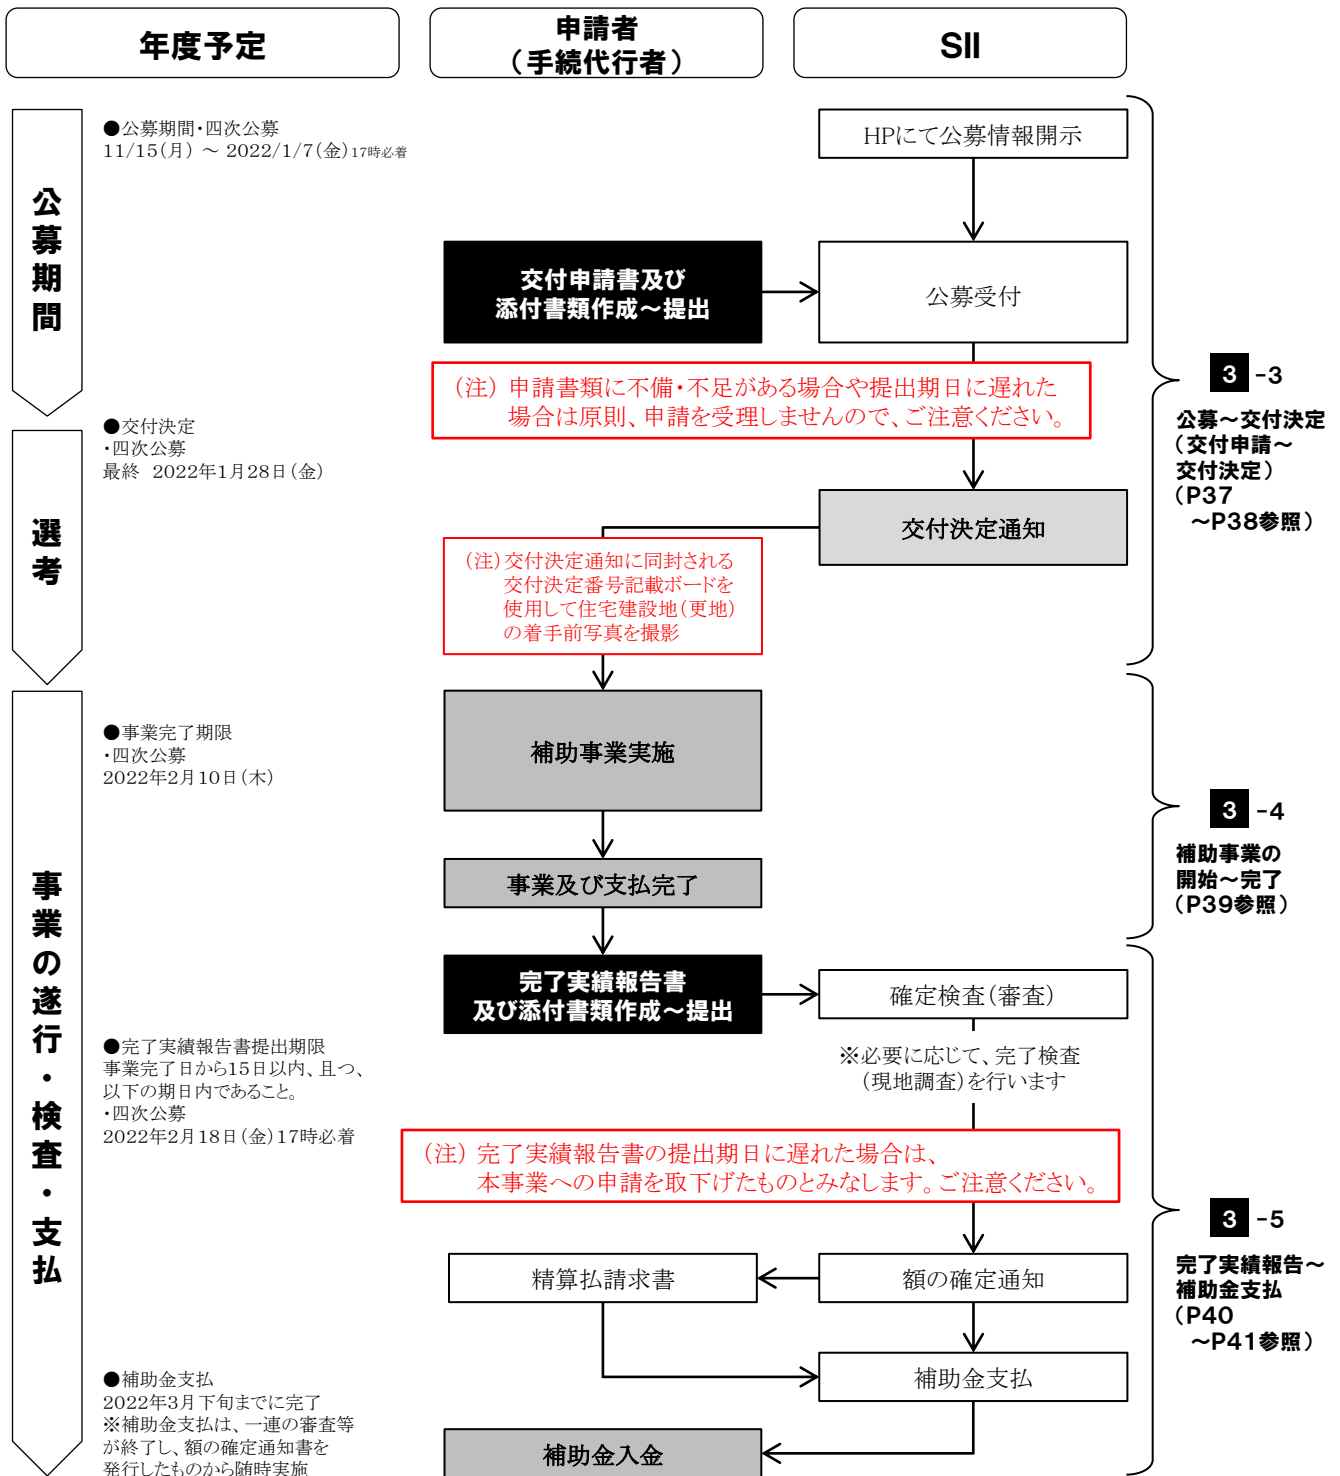 年度予定
申請者
（手続代行者）
SII
公募期間
●公募期間・四次公募
11/15（月） ～ 2022/1/7（金）17時必着
HPにて公募情報開示
交付申請書及び
添付書類作成～提出
公募受付
（注） 申請書類に不備・不足がある場合や提出期日に遅れた
場合は原則、申請を受理しませんので、ご注意ください。
3 -3
公募～交付決定
（交付申請～
交付決定）
（P37
～P38参照）
選考
●交付決定
・四次公募
最終 2022年1月28日（金）
交付決定通知
（注）交付決定通知に同封される
交付決定番号記載ボードを
使用して住宅建設地（更地）
の着手前写真を撮影
事業の遂行・検査・支払
●事業完了期限
・四次公募
2022年2月10日（木）
補助事業実施
事業及び支払完了
3 -4
補助事業の
開始～完了
（P39参照）
完了実績報告書
及び添付書類作成～提出
確定検査（審査）
※必要に応じて、完了検査
（現地調査）を行います
●完了実績報告書提出期限
事業完了日から15日以内、且つ、
以下の期日内であること。
・四次公募
2022年2月18日（金）17時必着
（注） 完了実績報告書の提出期日に遅れた場合は、
本事業への申請を取下げたものとみなします。ご注意ください。
3 -5
完了実績報告～
補助金支払
（P40
～P41参照）
精算払請求書
額の確定通知
補助金支払
●補助金支払
2022年3月下旬までに完了
※補助金支払は、一連の審査等
が終了し、額の確定通知書を
発行したものから随時実施
補助金入金